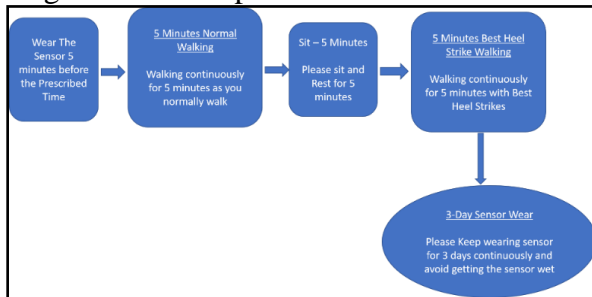 Wear The
Sensor 5
minutes before
the Prescribed
Time
5 Minutes Normal
Walking
Walking continuously
for 5 minutes as you
normally walk
Sit – 5 Minutes
Please sit and
Rest for 5
minutes
5 Minutes Best Heel
Strike Walking
Walking continuously
for 5 minutes with Best
Heel Strikes
3-Day Sensor Wear
Please Keep wearing sensor
for 3 days continuously and
avoid getting the sensor wet